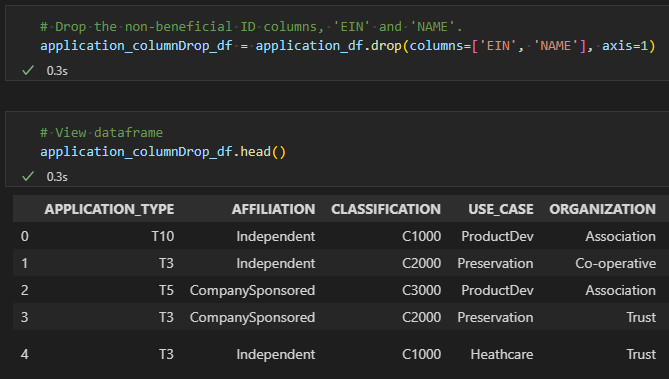 # Drop the non-beneficial ID columns, 'EIN' and 'NAME'.
application_columnDrop_df = application_df.drop(columns=['EIN', 'NAME'], axis=1)
✓ 0.3s
# View dataframe
application_columnDrop_df.head()
✓ 0.3s
APPLICATION_TYPE AFFILIATION CLASSIFICATION USE_CASE ORGANIZATION
0 T10 Independent C1000 ProductDev Association
1 T3 Independent C2000 Preservation Co-operative
2 T5 CompanySponsored C3000 ProductDev Association
3 T3 CompanySponsored C2000 Preservation Trust
4 T3 Independent C1000 Heathcare Trust